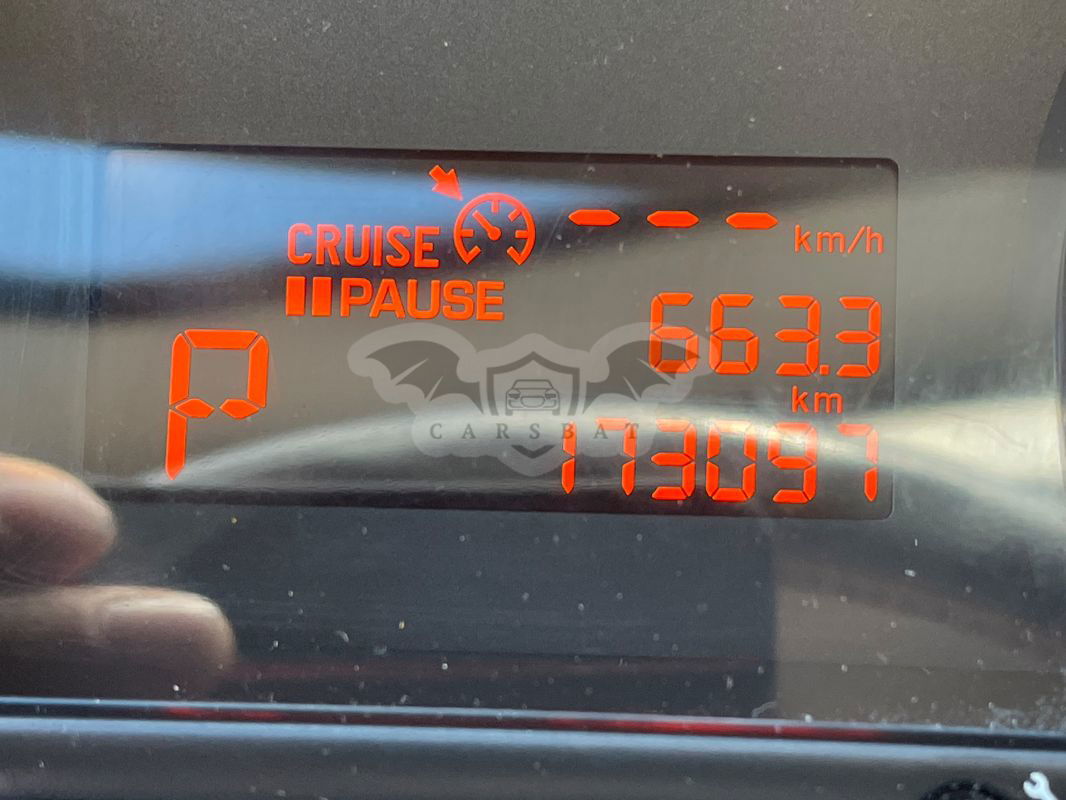 CRUISE --- km/h
PAUSE
663.3
P
km
CARSBAT
173097